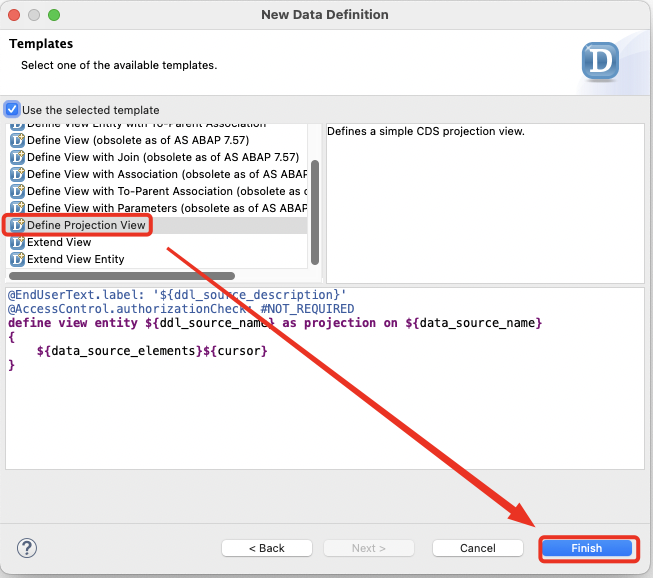 New Data Definition
Templates
Select one of the available templates.
D
Use the selected template
Define View Entity with To-Parent Association
Define View (obsolete as of AS ABAP 7.57)
Define View with Join (obsolete as of AS ABAP 7.57)
Define View with Association (obsolete as of AS ABAP
Define View with To-Parent Association (obsolete as o
Define View with Parameters (obsolete as of AS ABAP
Define Projection View
Extend View
Extend View Entity
Defines a simple CDS projection view.
@EndUserText.label: '${ddl_source_description}'
@AccessControl.authorizationCheck: #NOT_REQUIRED
define view entity ${ddl_source_name} as projection on ${data_source_name}
{
    ${data_source_elements}${cursor}
}
?
< Back
Next >
Cancel
Finish